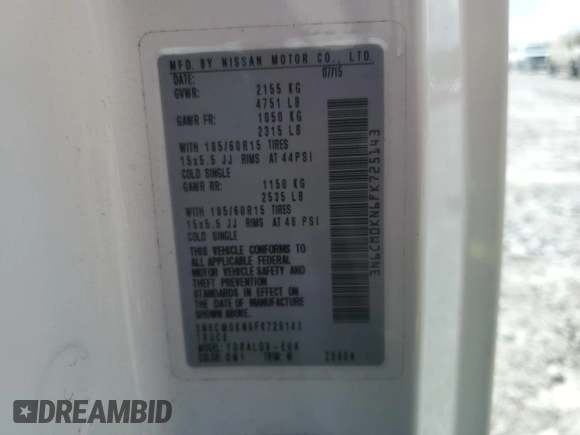 MFD. BY NISSAN MOTOR CO., LTD.
DATE: 07/15
GVWR: 2155 KG
4751 LB
GAWR FR: 1050 KG
2315 LB
WITH 185/60R15 TIRES
15x5.5 JJ RIMS AT 44PSI
COLD SINGLE
GAWR RR: 1150 KG
2535 LB
WITH 185/60R15 TIRES
15x5.5 JJ RIMS AT 48 PSI
COLD SINGLE
THIS VEHICLE CONFORMS TO
ALL APPLICABLE FEDERAL
MOTOR VEHICLE SAFETY AND
THEFT PREVENTION
STANDARDS IN EFFECT ON
THE DATE OF MANUFACTURE
SHOWN ABOVE.
3N6CM0KN6FK725143
TRUCK
MODEL:
COLOR: TRIM:
3N6CM0KN6FK725143
DREAMBID